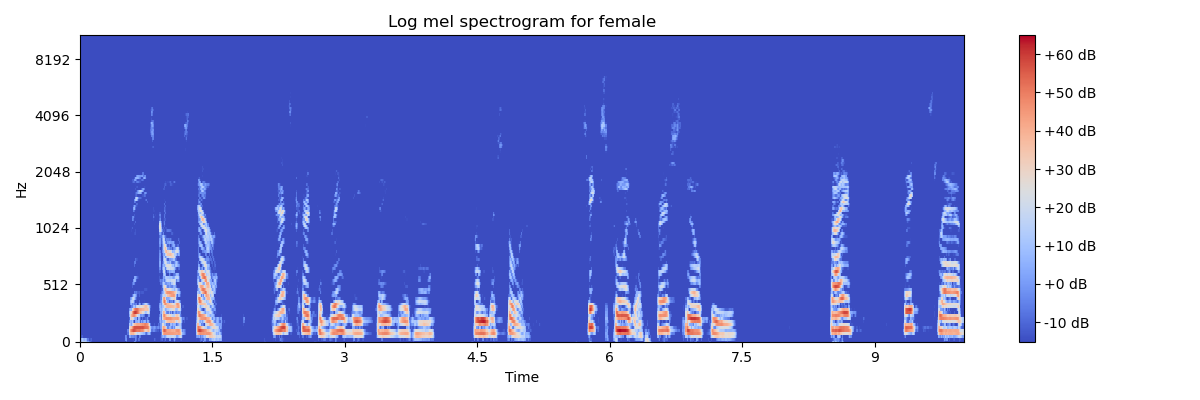 Log mel spectrogram for female
Hz
8192
4096
2048
1024
512
0
0 1.5 3 4.5 6 7.5 9
Time
+60 dB
+50 dB
+40 dB
+30 dB
+20 dB
+10 dB
+0 dB
-10 dB